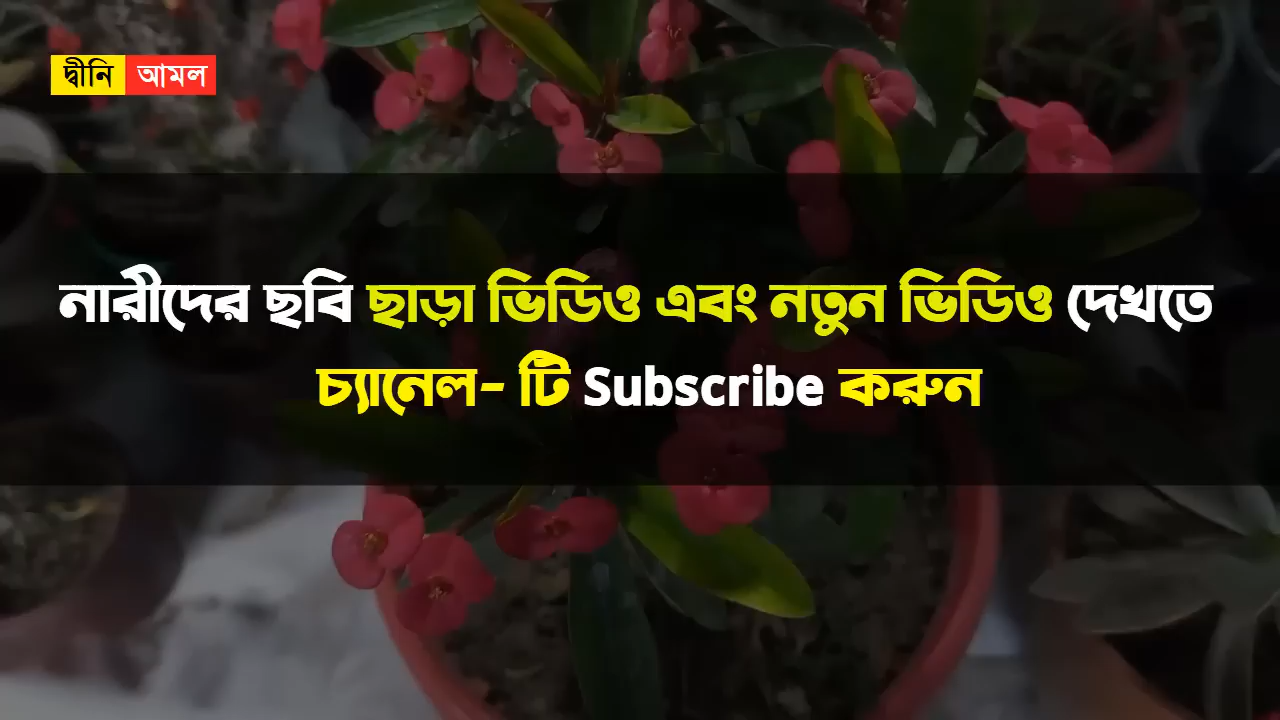 দ্বীনি আমল
নারীদের ছবি ছাড়া ভিডিও এবং নতুন ভিডিও দেখতে
চ্যানেল- টি Subscribe করুন